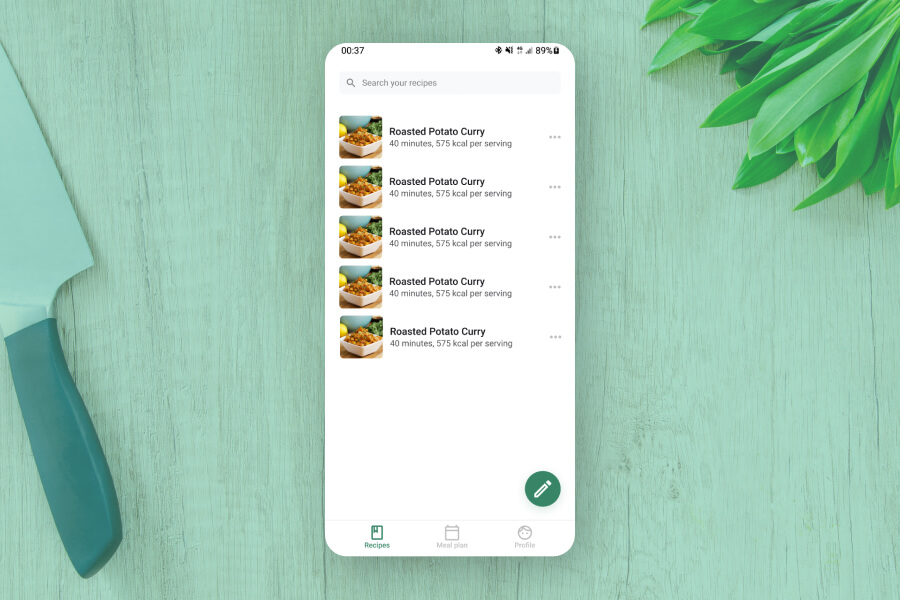 00:37
89%
Search your recipes
Roasted Potato Curry
40 minutes, 575 kcal per serving
Roasted Potato Curry
40 minutes, 575 kcal per serving
Roasted Potato Curry
40 minutes, 575 kcal per serving
Roasted Potato Curry
40 minutes, 575 kcal per serving
Roasted Potato Curry
40 minutes, 575 kcal per serving
Recipes Meal plan Profile